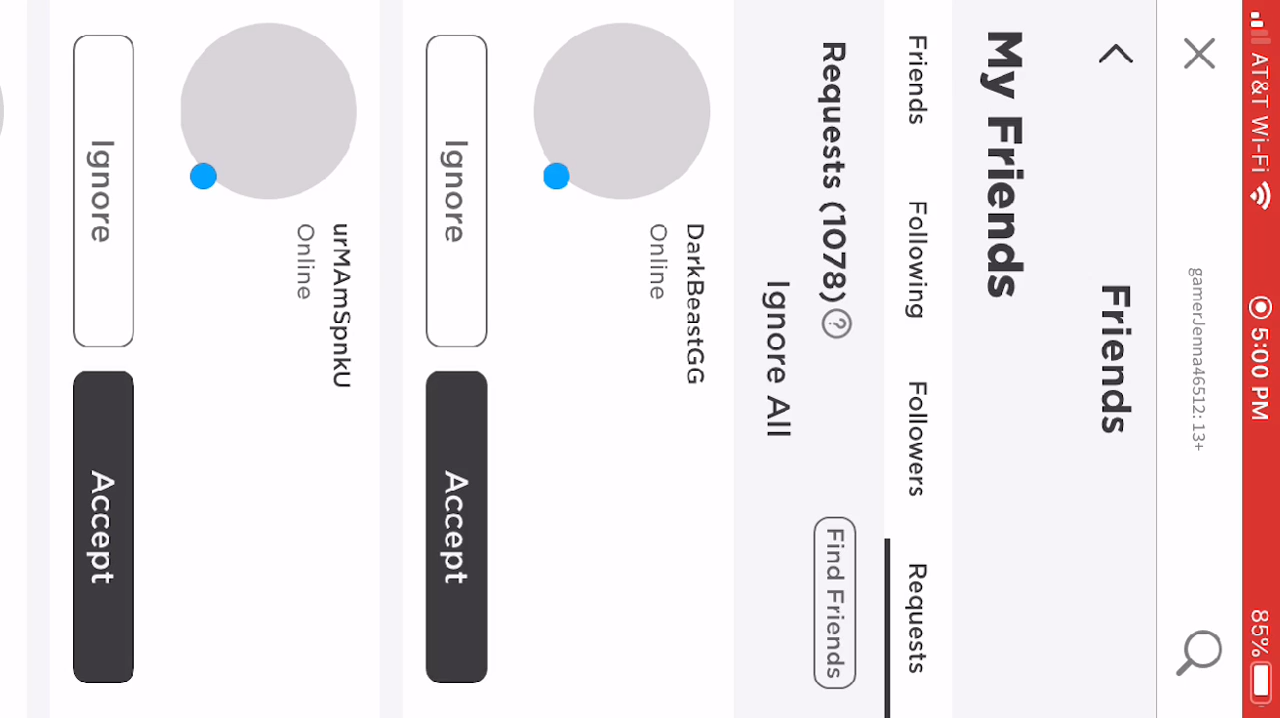 AT&T Wi-Fi 5:00 PM 85%
gamerJenna46512: 13+
Friends
My Friends
Friends Following Followers Requests
Requests (1078) ? Find Friends
Ignore All
DarkBeastGG
Online
Ignore Accept
urMAmSpnkU
Online
Ignore Accept